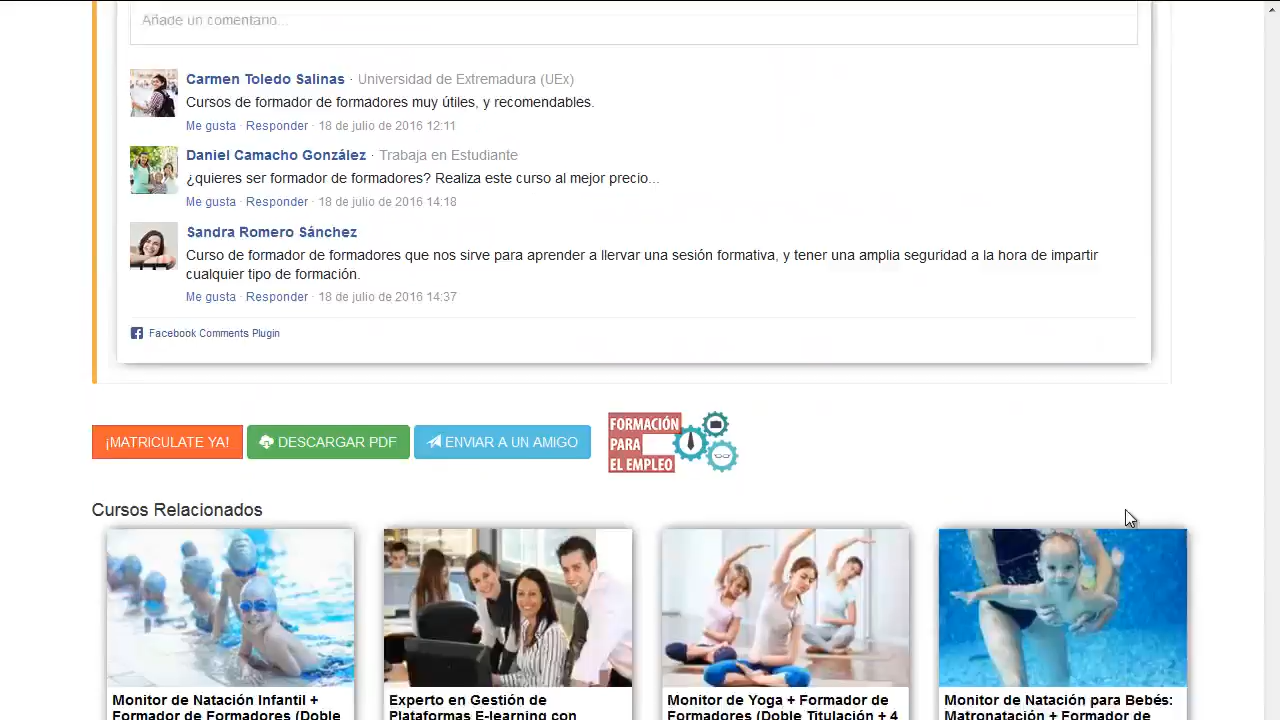 Añade un comentario...
Carmen Toledo Salinas · Universidad de Extremadura (UEx)
Cursos de formador de formadores muy útiles, y recomendables.
Me gusta · Responder · 18 de julio de 2016 12:11
Daniel Camacho González · Trabaja en Estudiante
¿quieres ser formador de formadores? Realiza este curso al mejor precio...
Me gusta · Responder · 18 de julio de 2016 14:18
Sandra Romero Sánchez
Curso de formador de formadores que nos sirve para aprender a llervar una sesión formativa, y tener una amplia seguridad a la hora de impartir
cualquier tipo de formación.
Me gusta · Responder · 18 de julio de 2016 14:37
Facebook Comments Plugin
¡MATRICULATE YA!
DESCARGAR PDF
ENVIAR A UN AMIGO
FORMACIÓN
PARA
EL EMPLEO
Cursos Relacionados
Monitor de Natación Infantil +
Formador de Formadores (Doble
Experto en Gestión de
Plataformas E-learning con
Monitor de Yoga + Formador de
Formadores (Doble Titulación + 4
Monitor de Natación para Bebés:
Matronatación + Formador de